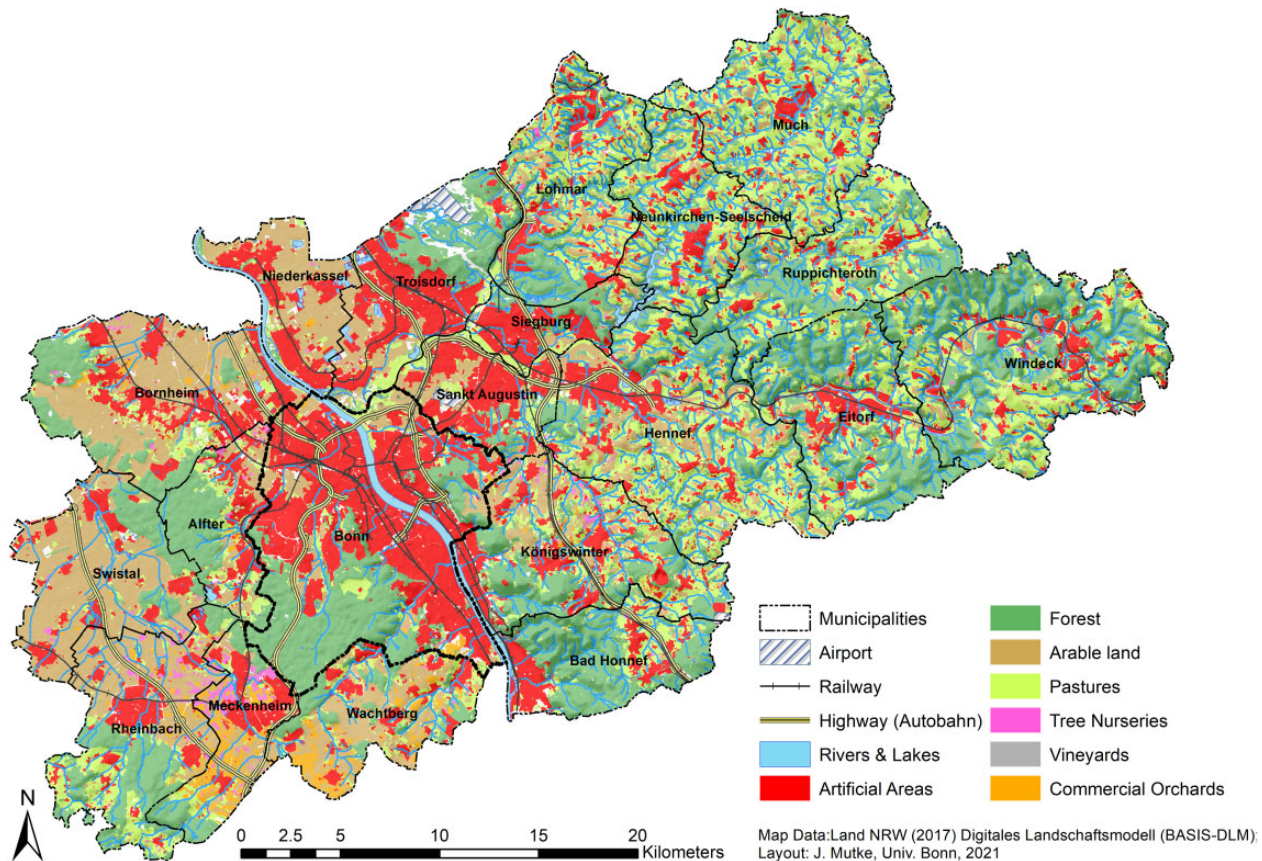 Much
Lohmar
Neunkirchen-Seelscheid
Niederkassel
Troisdorf
Ruppichteroth
Siegburg
Windeck
Bornheim
Sankt Augustin
Eitorf
Hennef
Alfter
Bonn
Königswinter
Swistal
Bad Honnef
Meckenheim
Wachtberg
Rheinbach
Municipalities
Airport
Railway
Highway (Autobahn)
Rivers & Lakes
Artificial Areas
Forest
Arable land
Pastures
Tree Nurseries
Vineyards
Commercial Orchards
N
0 2.5 5 10 15 20
Kilometers
Map Data:Land NRW (2017) Digitales Landschaftsmodell (BASIS-DLM);
Layout: J. Mutke, Univ. Bonn, 2021